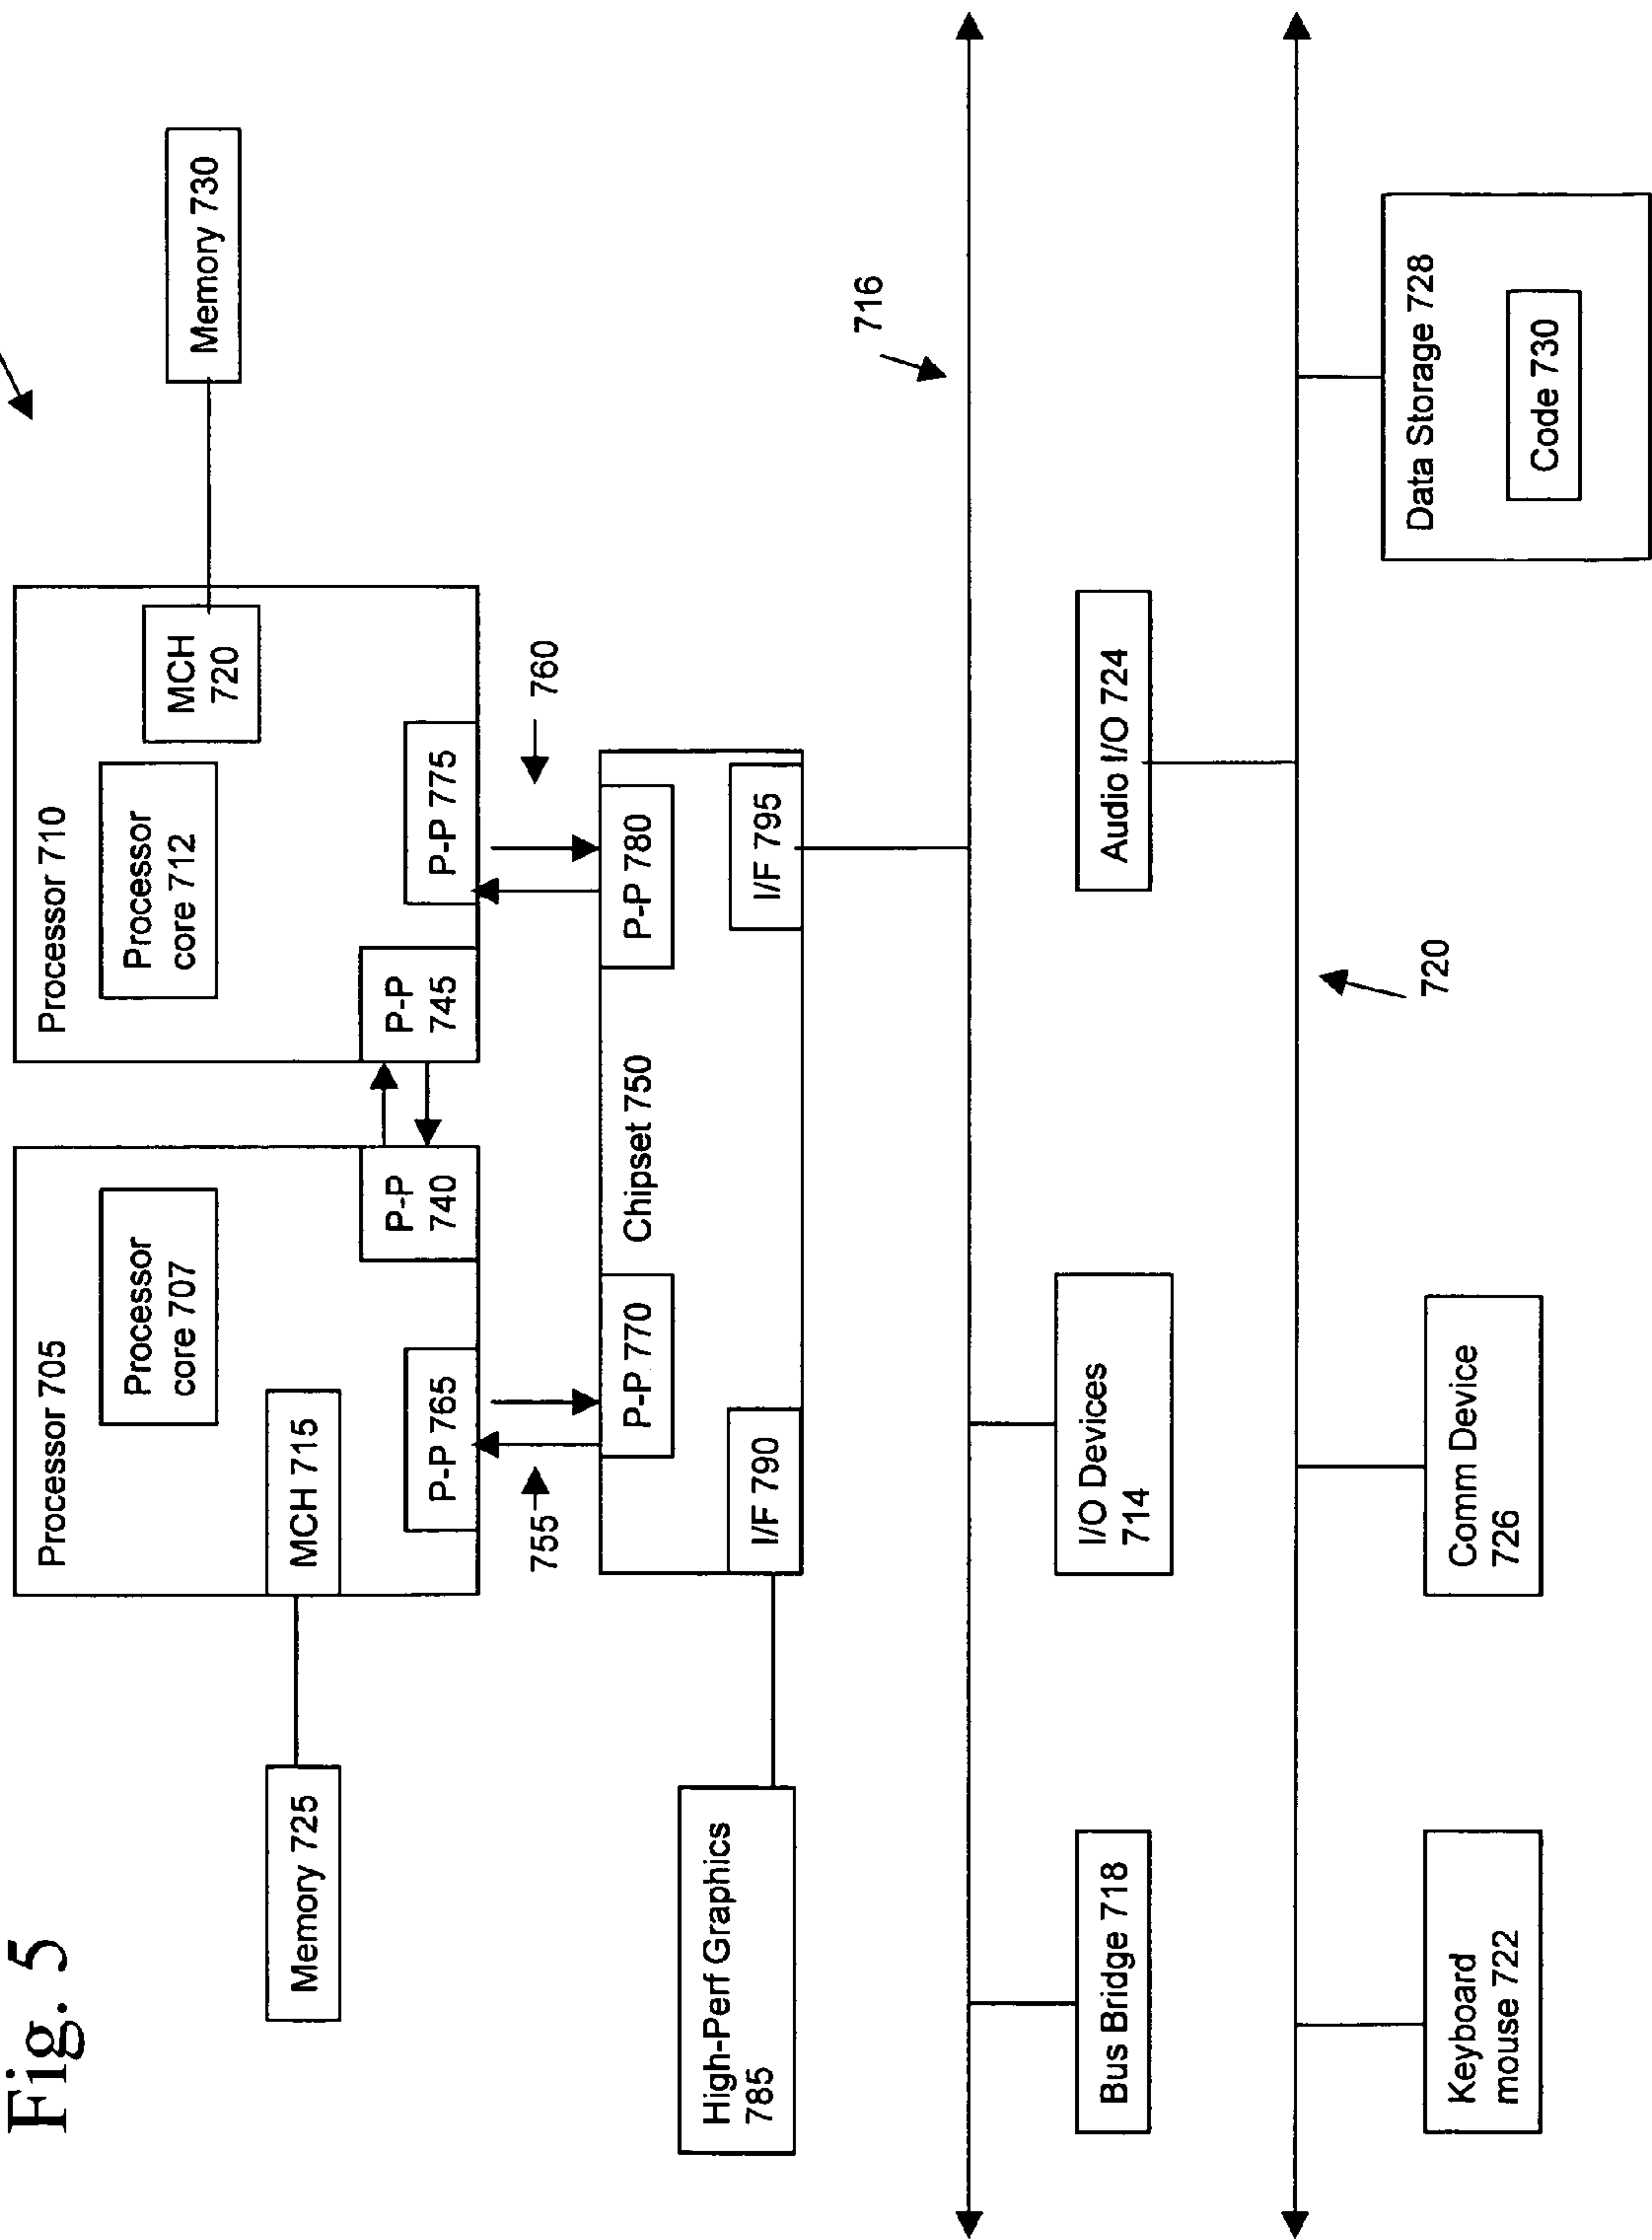 Fig. 5
Processor 705
Processor
core 707
MCH 715
P-P 765
P-P
740
Memory 725
Processor 710
Processor
core 712
MCH
720
P-P
745
P-P 775
Memory 730
755
760
P-P 770
Chipset 750
P-P 780
I/F 790
I/F 795
High-Perf Graphics
785
716
Bus Bridge 718
I/O Devices
714
Audio I/O 724
720
Keyboard
mouse 722
Comm Device
726
Data Storage 728
Code 730